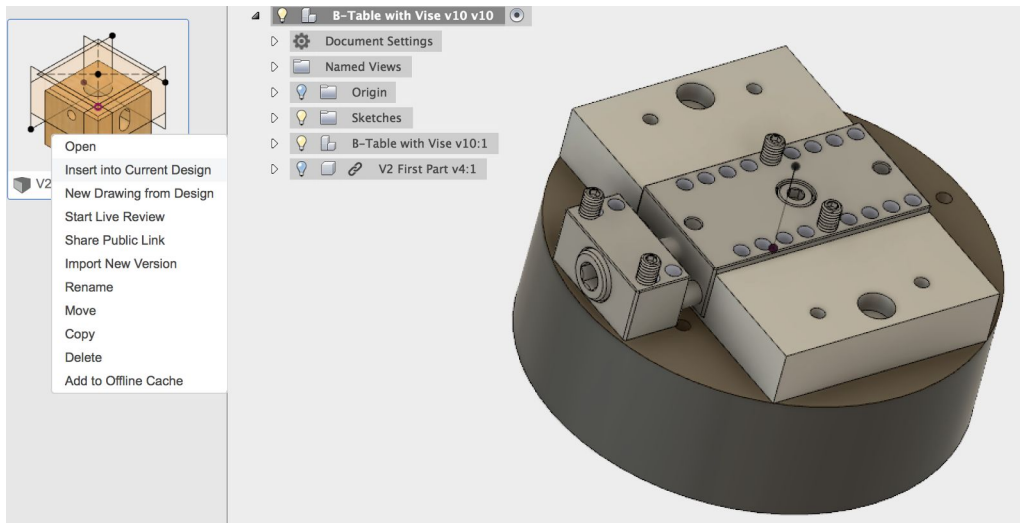 B-Table with Vise v10 v10
Document Settings
Named Views
Origin
Sketches
B-Table with Vise v10:1
V2 First Part v4:1
V2
Open
Insert into Current Design
New Drawing from Design
Start Live Review
Share Public Link
Import New Version
Rename
Move
Copy
Delete
Add to Offline Cache